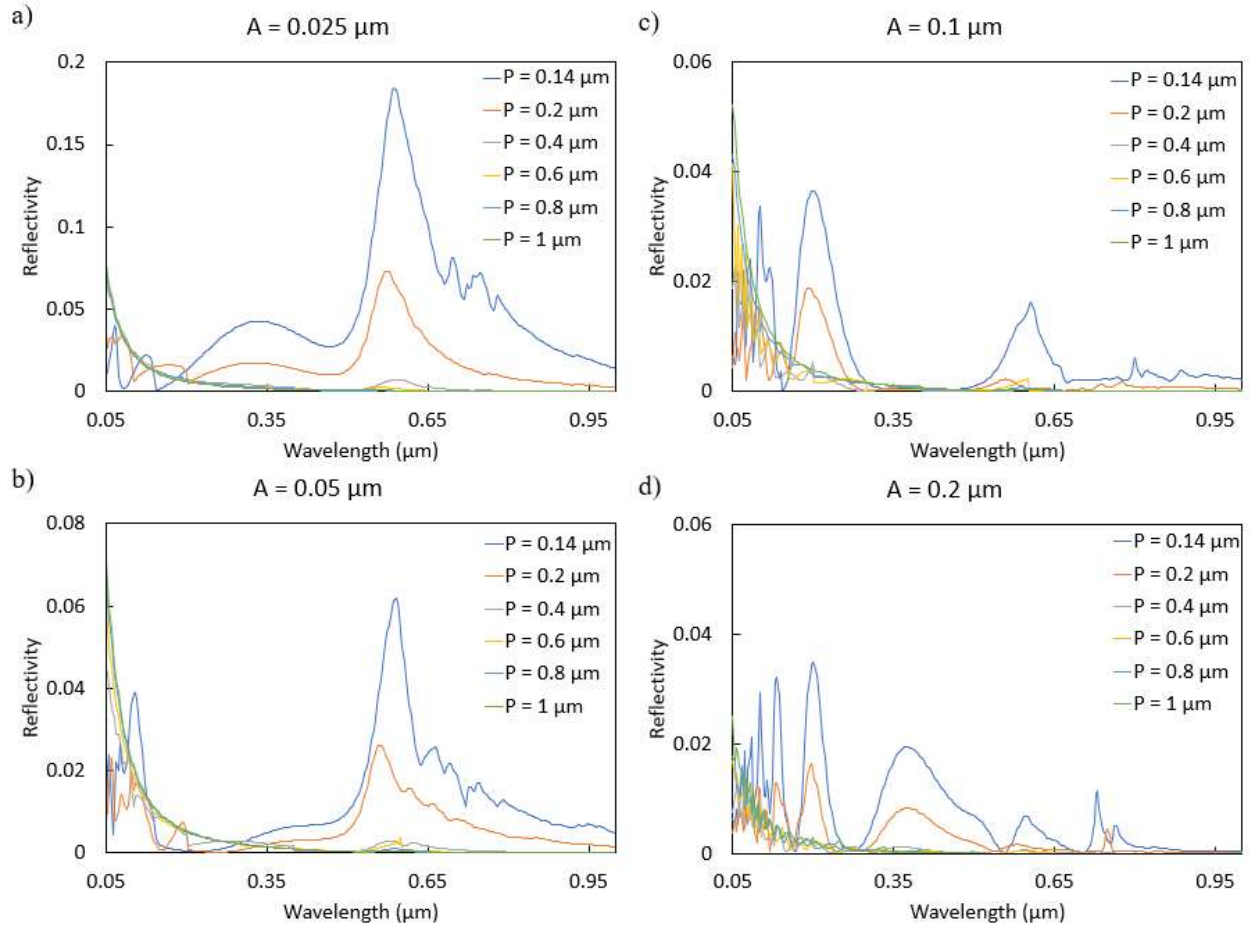 a)
A = 0.025 µm
0.2
0.15
0.1
0.05
0
Reflectivity
P = 0.14 µm
P = 0.2 µm
P = 0.4 µm
P = 0.6 µm
P = 0.8 µm
P = 1 µm
0.05 0.35 0.65 0.95
Wavelength (µm)
b)
A = 0.05 µm
0.08
0.06
0.04
0.02
0
Reflectivity
P = 0.14 µm
P = 0.2 µm
P = 0.4 µm
P = 0.6 µm
P = 0.8 µm
P = 1 µm
0.05 0.35 0.65 0.95
Wavelength (µm)
c)
A = 0.1 µm
0.06
0.04
0.02
0
Reflectivity
P = 0.14 µm
P = 0.2 µm
P = 0.4 µm
P = 0.6 µm
P = 0.8 µm
P = 1 µm
0.05 0.35 0.65 0.95
Wavelength (µm)
d)
A = 0.2 µm
0.06
0.04
0.02
0
Reflectivity
P = 0.14 µm
P = 0.2 µm
P = 0.4 µm
P = 0.6 µm
P = 0.8 µm
P = 1 µm
0.05 0.35 0.65 0.95
Wavelength (µm)